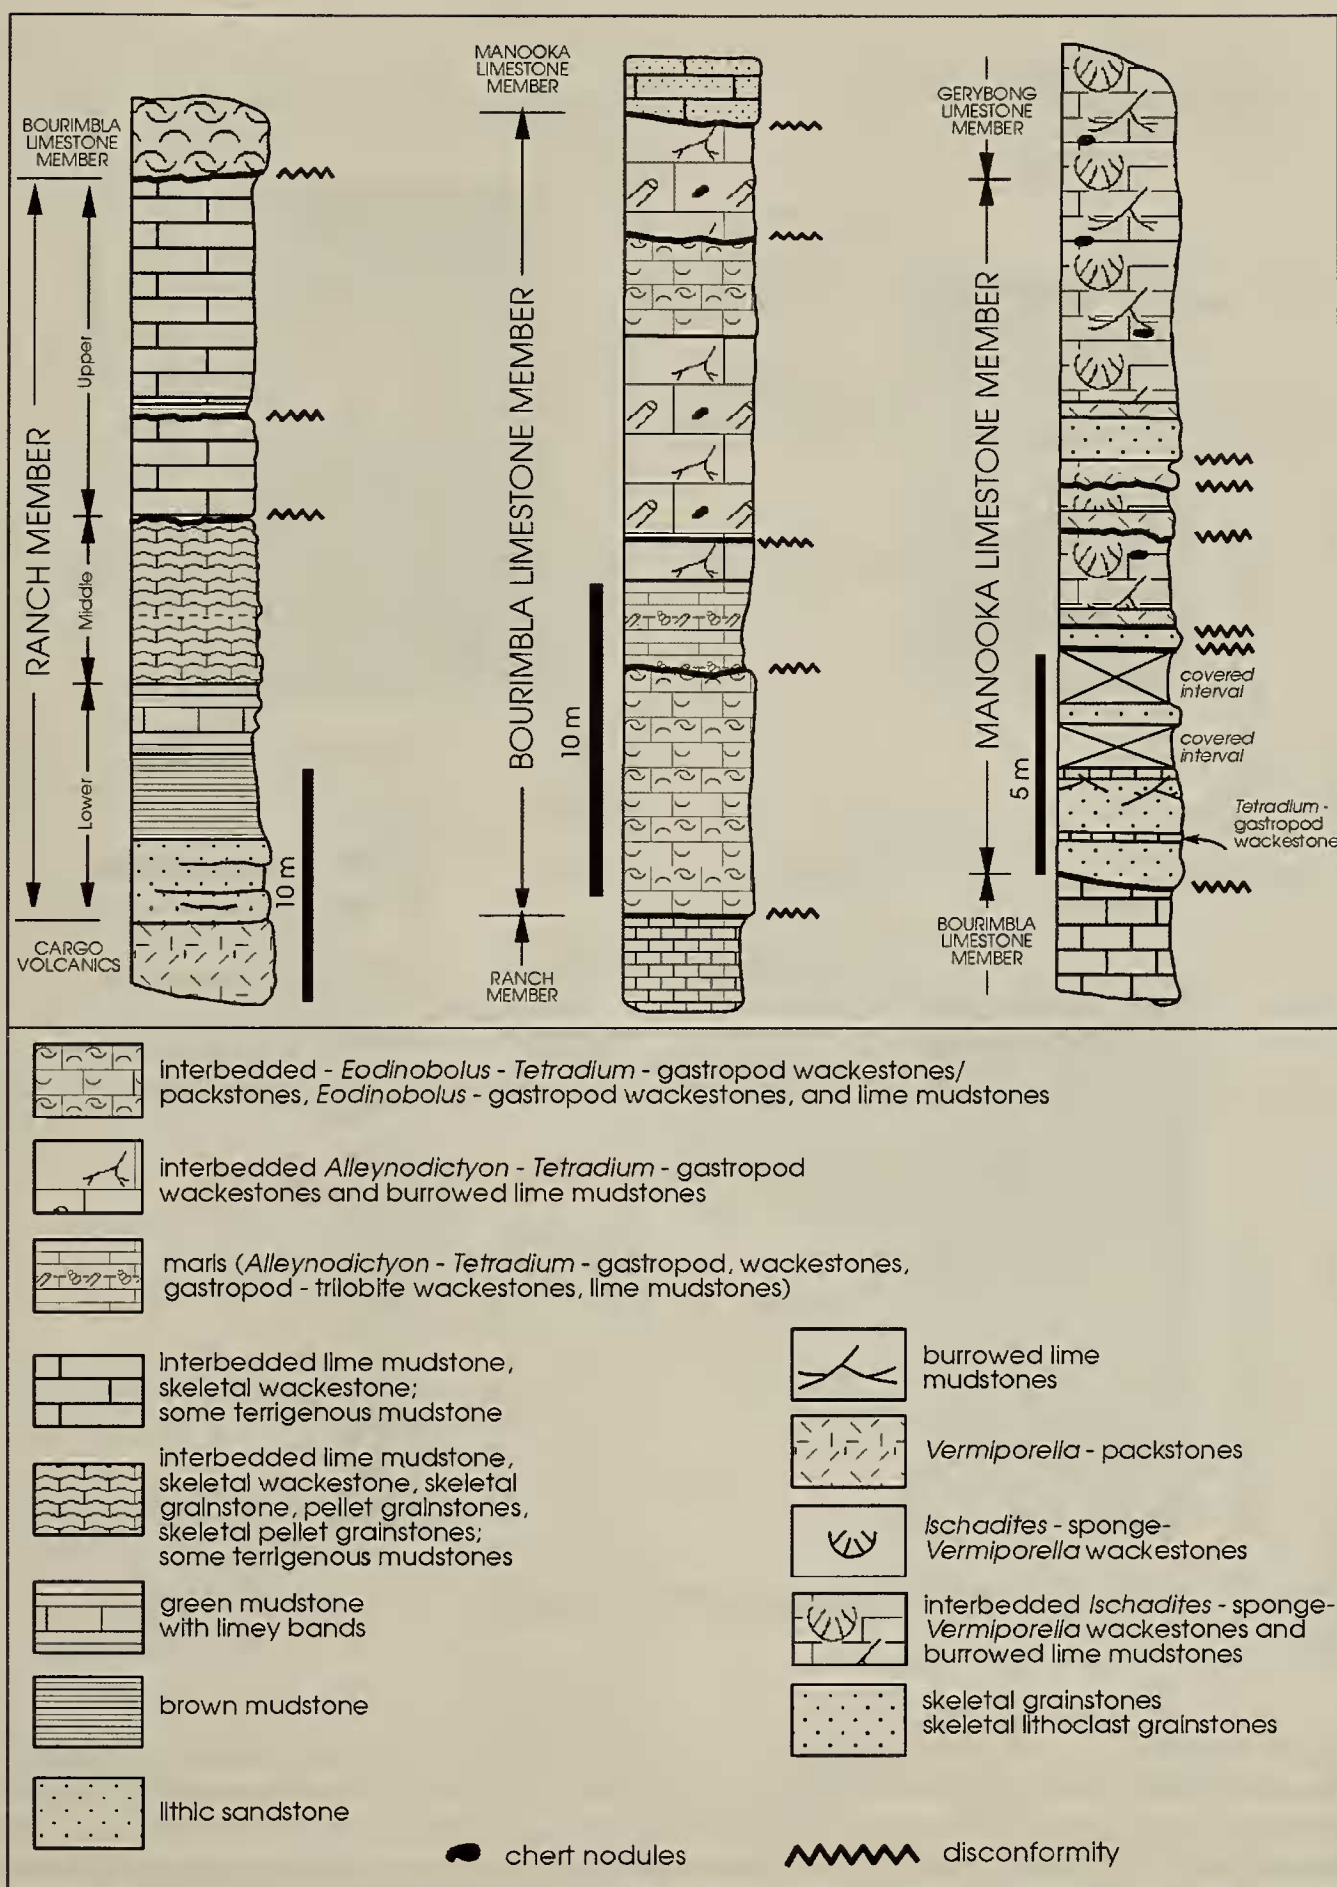 BOURIMBLA
LIMESTONE
MEMBER
RANCH MEMBER
Upper
Middle
Lower
CARGO
VOLCANICS
10 m
MANOOKA
LIMESTONE
MEMBER
BOURIMBLA LIMESTONE MEMBER
10 m
RANCH
MEMBER
GERYBONG
LIMESTONE
MEMBER
MANOOKA LIMESTONE MEMBER
5 m
covered
interval
covered
interval
Tetradium -
gastropod
wackestone
BOURIMBLA
LIMESTONE
MEMBER
interbedded - Eodinobolus - Tetradium - gastropod wackestones/
packstones, Eodinobolus - gastropod wackestones, and lime mudstones
interbedded Alleynodictyon - Tetradium - gastropod
wackestones and burrowed lime mudstones
marls (Alleynodictyon - Tetradium - gastropod, wackestones,
gastropod - trilobite wackestones, lime mudstones)
interbedded lime mudstone,
skeletal wackestone;
some terrigenous mudstone
interbedded lime mudstone,
skeletal wackestone, skeletal
grainstone, pellet grainstones,
skeletal pellet grainstones;
some terrigenous mudstones
green mudstone
with limey bands
brown mudstone
lithic sandstone
burrowed lime
mudstones
Vermiporella - packstones
Ischadites - sponge-
Vermiporella wackestones
interbedded Ischadites - sponge-
Vermiporella wackestones and
burrowed lime mudstones
skeletal grainstones
skeletal lithoclast grainstones
chert nodules
disconformity